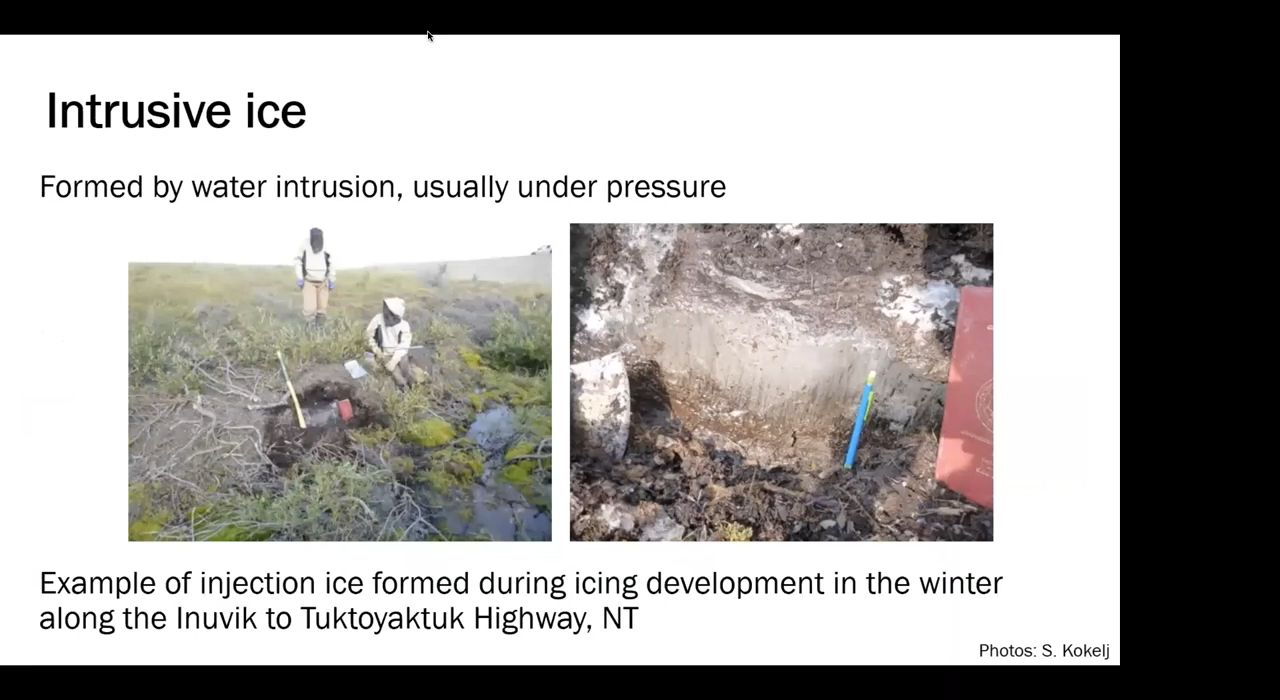 Intrusive ice
Formed by water intrusion, usually under pressure
Example of injection ice formed during icing development in the winter
along the Inuvik to Tuktoyaktuk Highway, NT
Photos: S. Kokelj